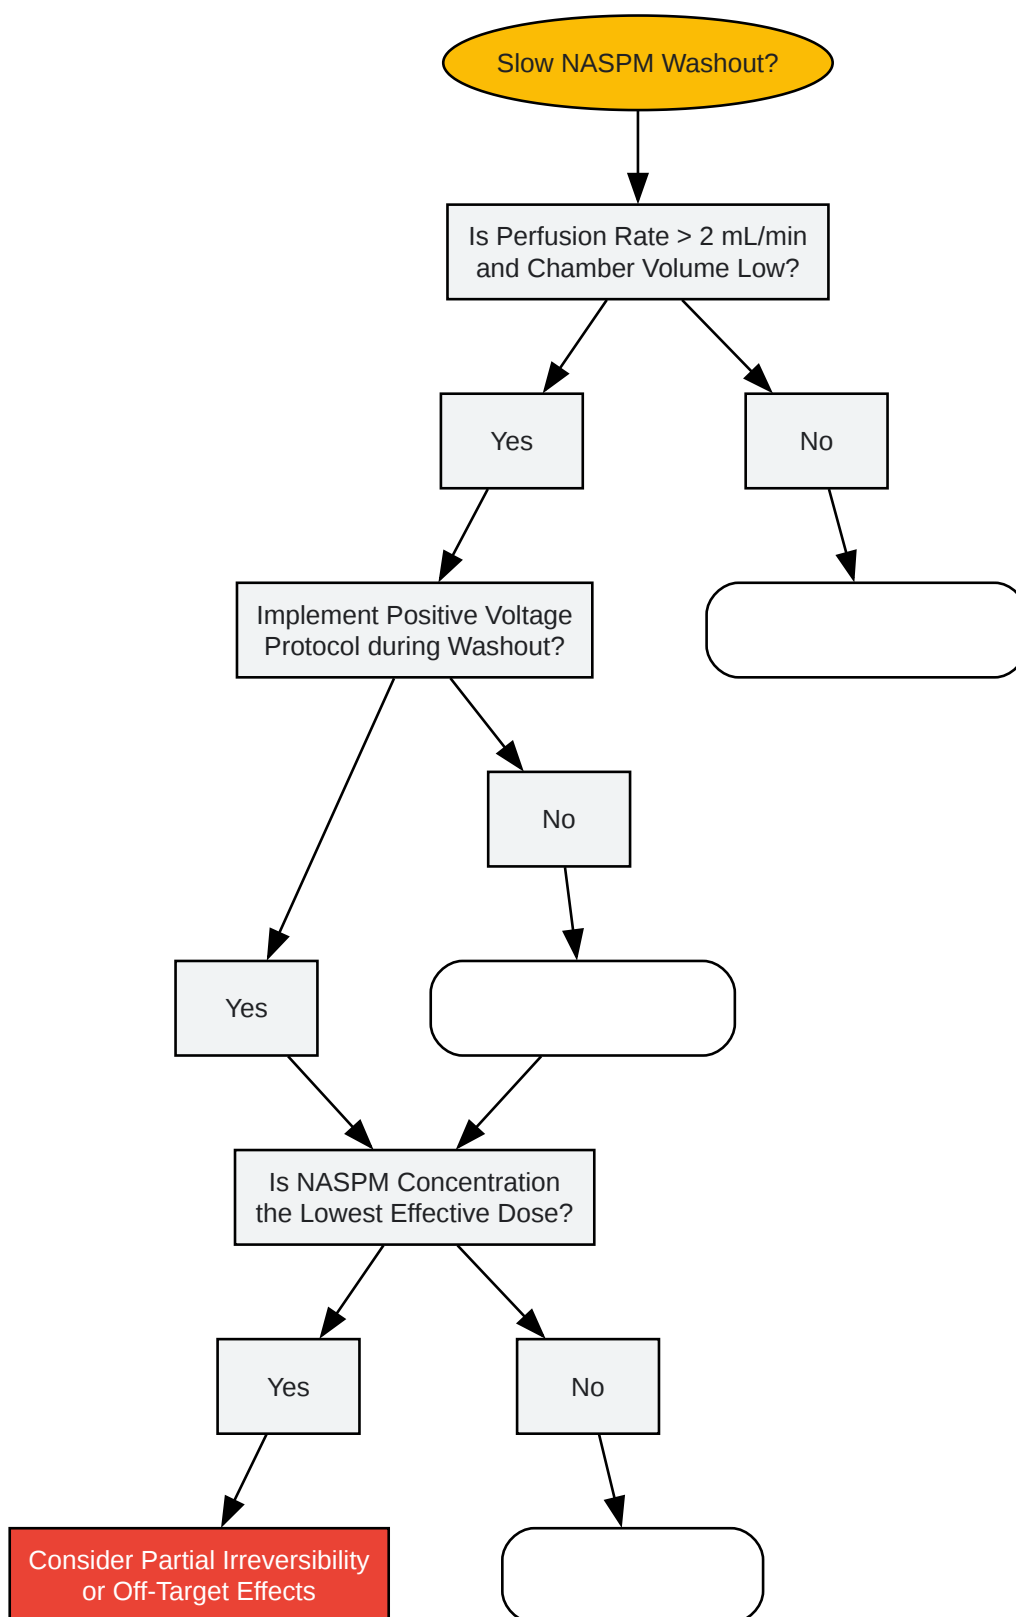 Slow NASPM Washout?
Is Perfusion Rate > 2 mL/min
and Chamber Volume Low?
Yes
No
Implement Positive Voltage
Protocol during Washout?
No
Yes
Is NASPM Concentration
the Lowest Effective Dose?
Yes
No
Consider Partial Irreversibility
or Off-Target Effects